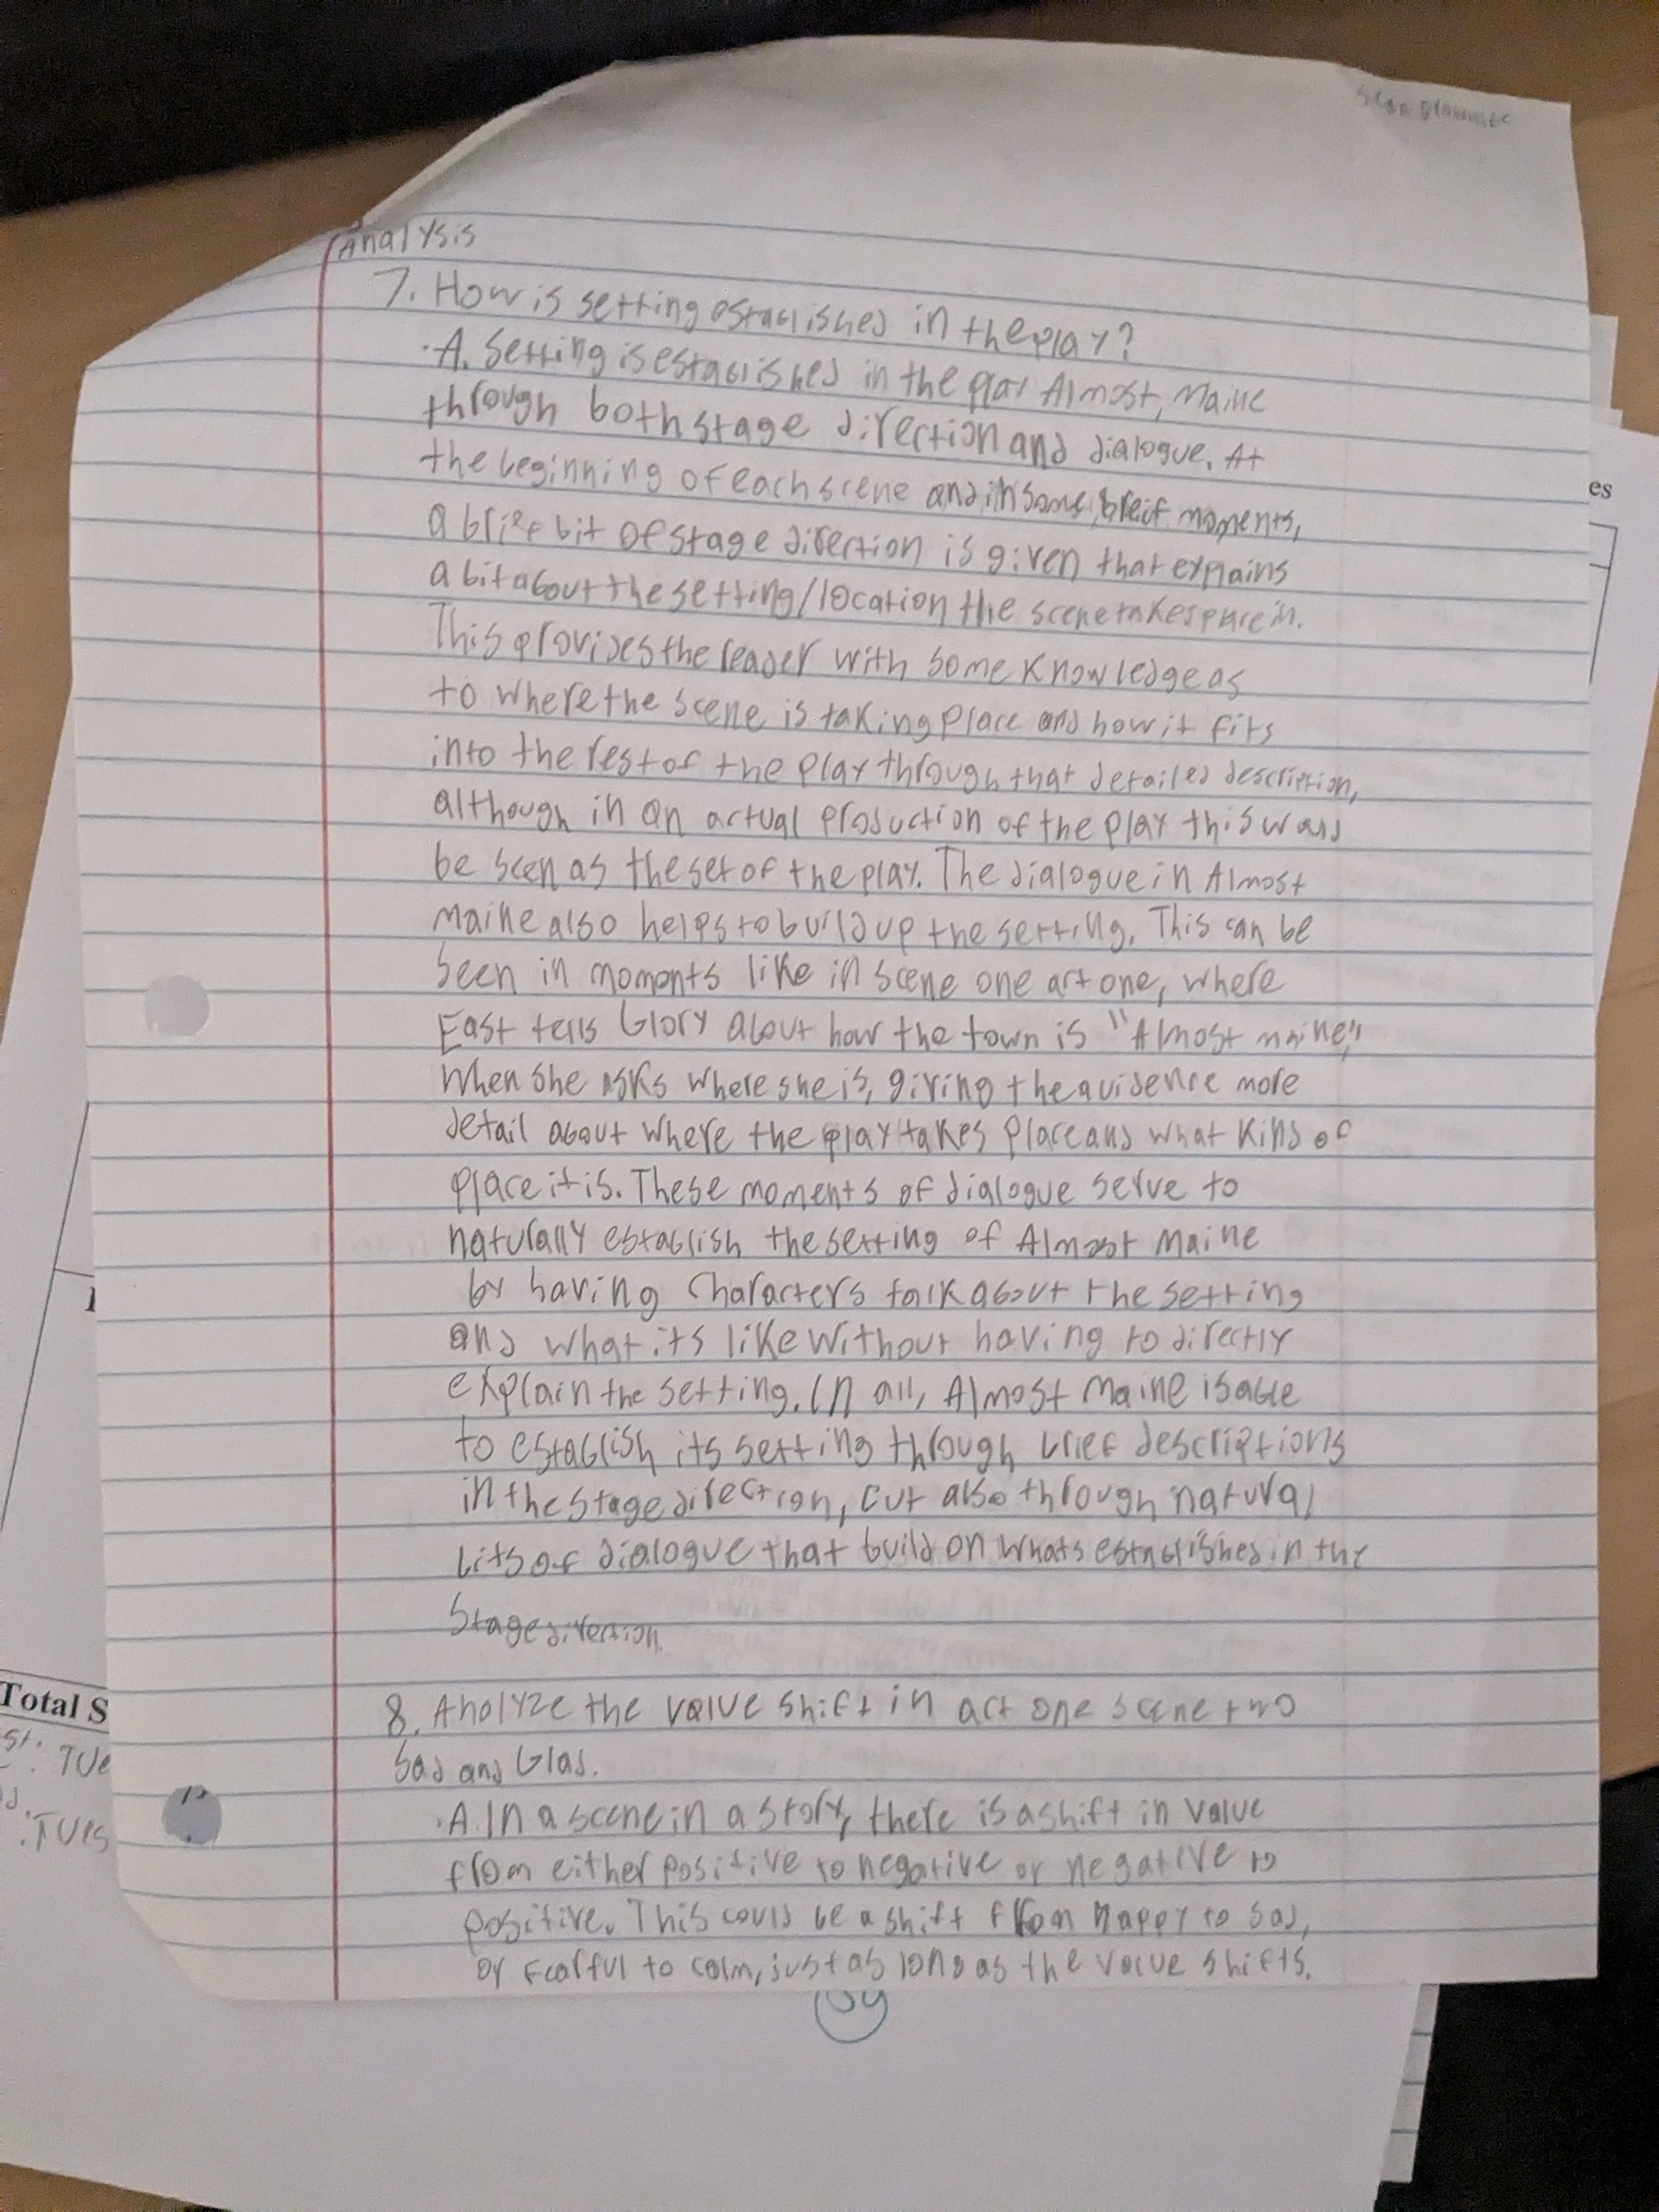 Analysis
7. How is setting established in the play?
·A. Setting is established in the play Almost, Maine
through both stage direction and dialogue. At
the beginning of each scene and in some, breif moments,
a brief bit of stage direction is given that explains
a bit about the setting/location the scene takes place in.
This provides the reader with some knowledge as
to where the scene is taking place and how it fits
into the rest of the play through that detailed description,
although in an actual production of the play this would
be seen as the set of the play. The dialogue in Almost
Maine also helps to build up the setting. This can be
seen in moments like in scene one act one, where
East tells Glory about how the town is "Almost maine,"
when she asks where she is, giving the audience more
detail about where the play takes place and what kind of
place it is. These moments of dialogue serve to
naturally establish the setting of Almost Maine
by having characters talk about the setting
and what its like without having to directly
explain the setting. In all, Almost Maine is able
to establish its setting through brief descriptions
in the stage direction, but also through natural
bits of dialogue that build on whats established in the
stage direction.
8. Analyze the value shift in act one scene two
Sad and Glad.
·A. In a scene in a story, there is a shift in value
from either positive to negative or negative to
positive. This could be a shift from happy to sad,
or fearful to calm, just as long as the value shifts.
es
1
Total S
st.
TUe
.TUes